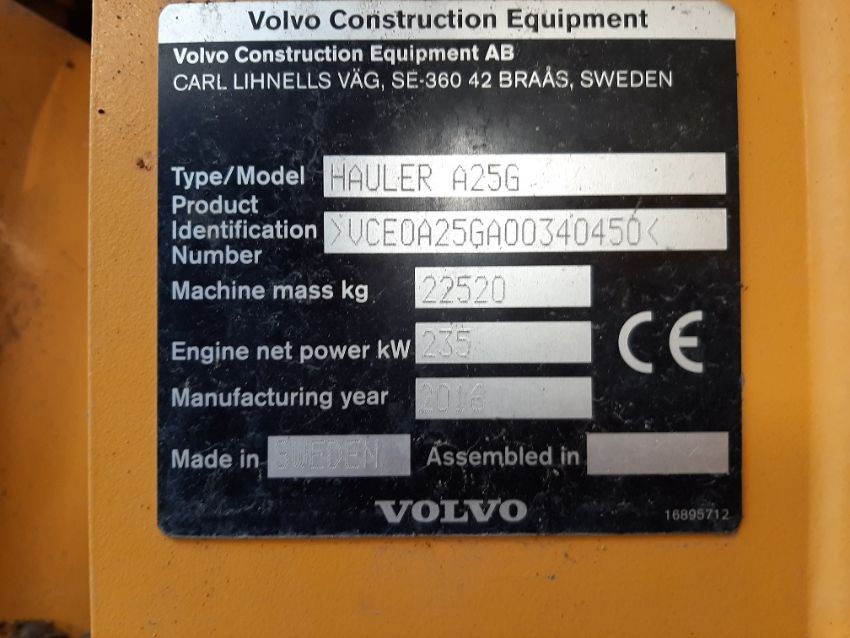 Volvo Construction Equipment
Volvo Construction Equipment AB
CARL LIHNELLS VÄG, SE-360 42 BRAÅS, SWEDEN
Type/Model HAULER A25G
Product
Identification >VCE0A25GA00340450<
Number
Machine mass kg 22520
Engine net power kW 235
CE
Manufacturing year 2016
Made in SWEDEN Assembled in
VOLVO
16895712